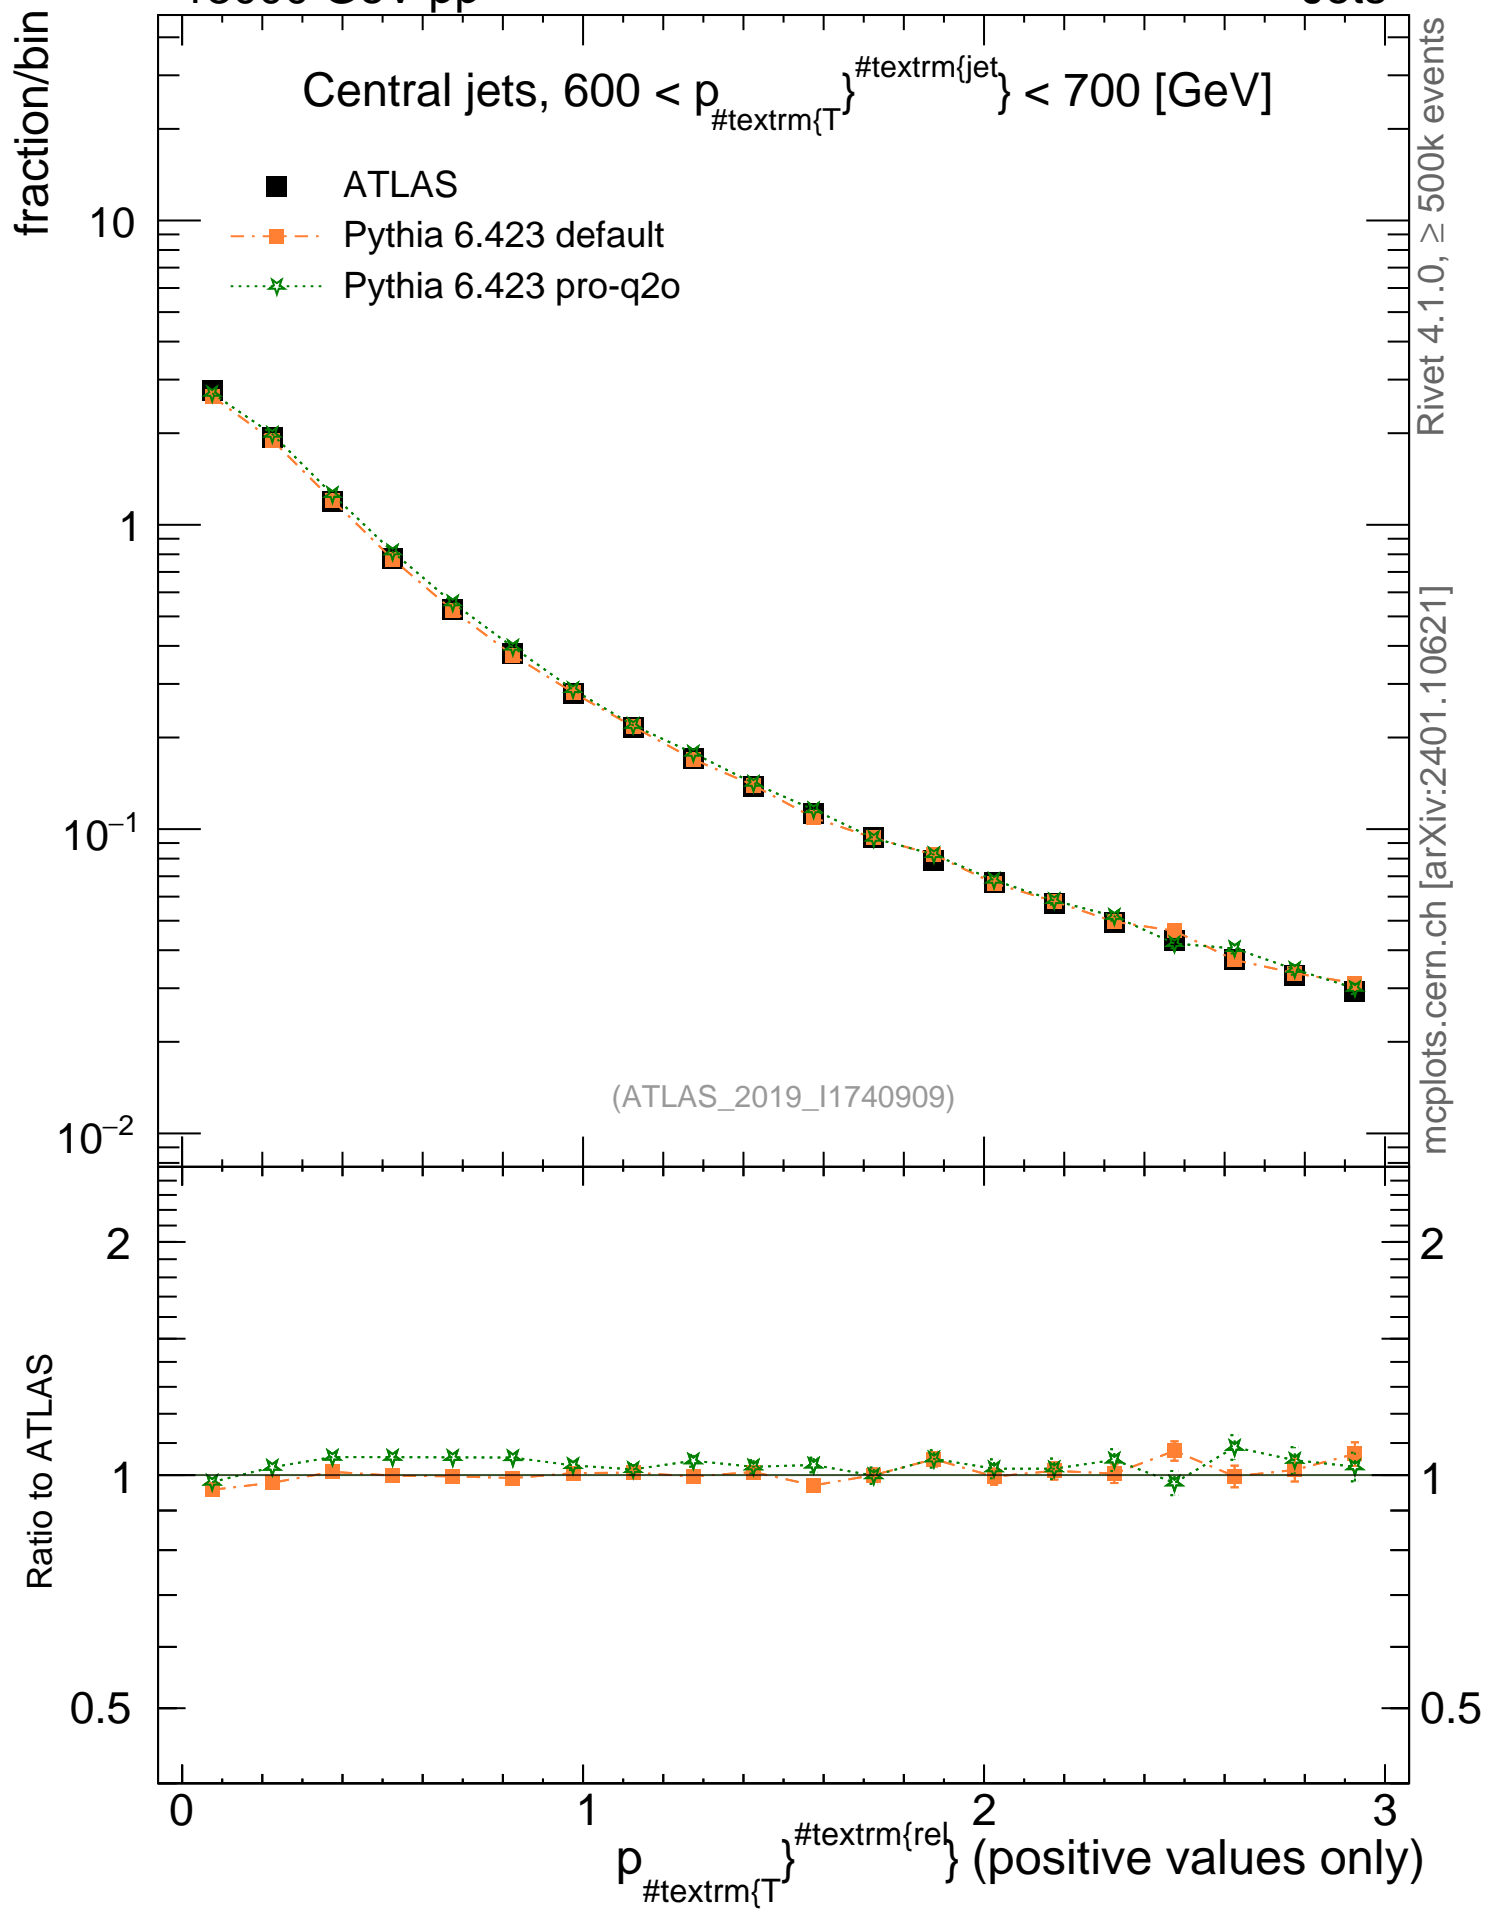 Central jets, 600 < p_#textrm{T}^#textrm{jet}} < 700 [GeV]
fraction/bin
ATLAS
Pythia 6.423 default
Pythia 6.423 pro-q2o
10
1
10⁻¹
10⁻²
(ATLAS_2019_I1740909)
Rivet 4.1.0, ≥ 500k events
mcplots.cern.ch [arXiv:2401.10621]
Ratio to ATLAS
2
1
0.5
2
1
0.5
0 1 2 3
p_#textrm{T}^#textrm{rel}} (positive values only)